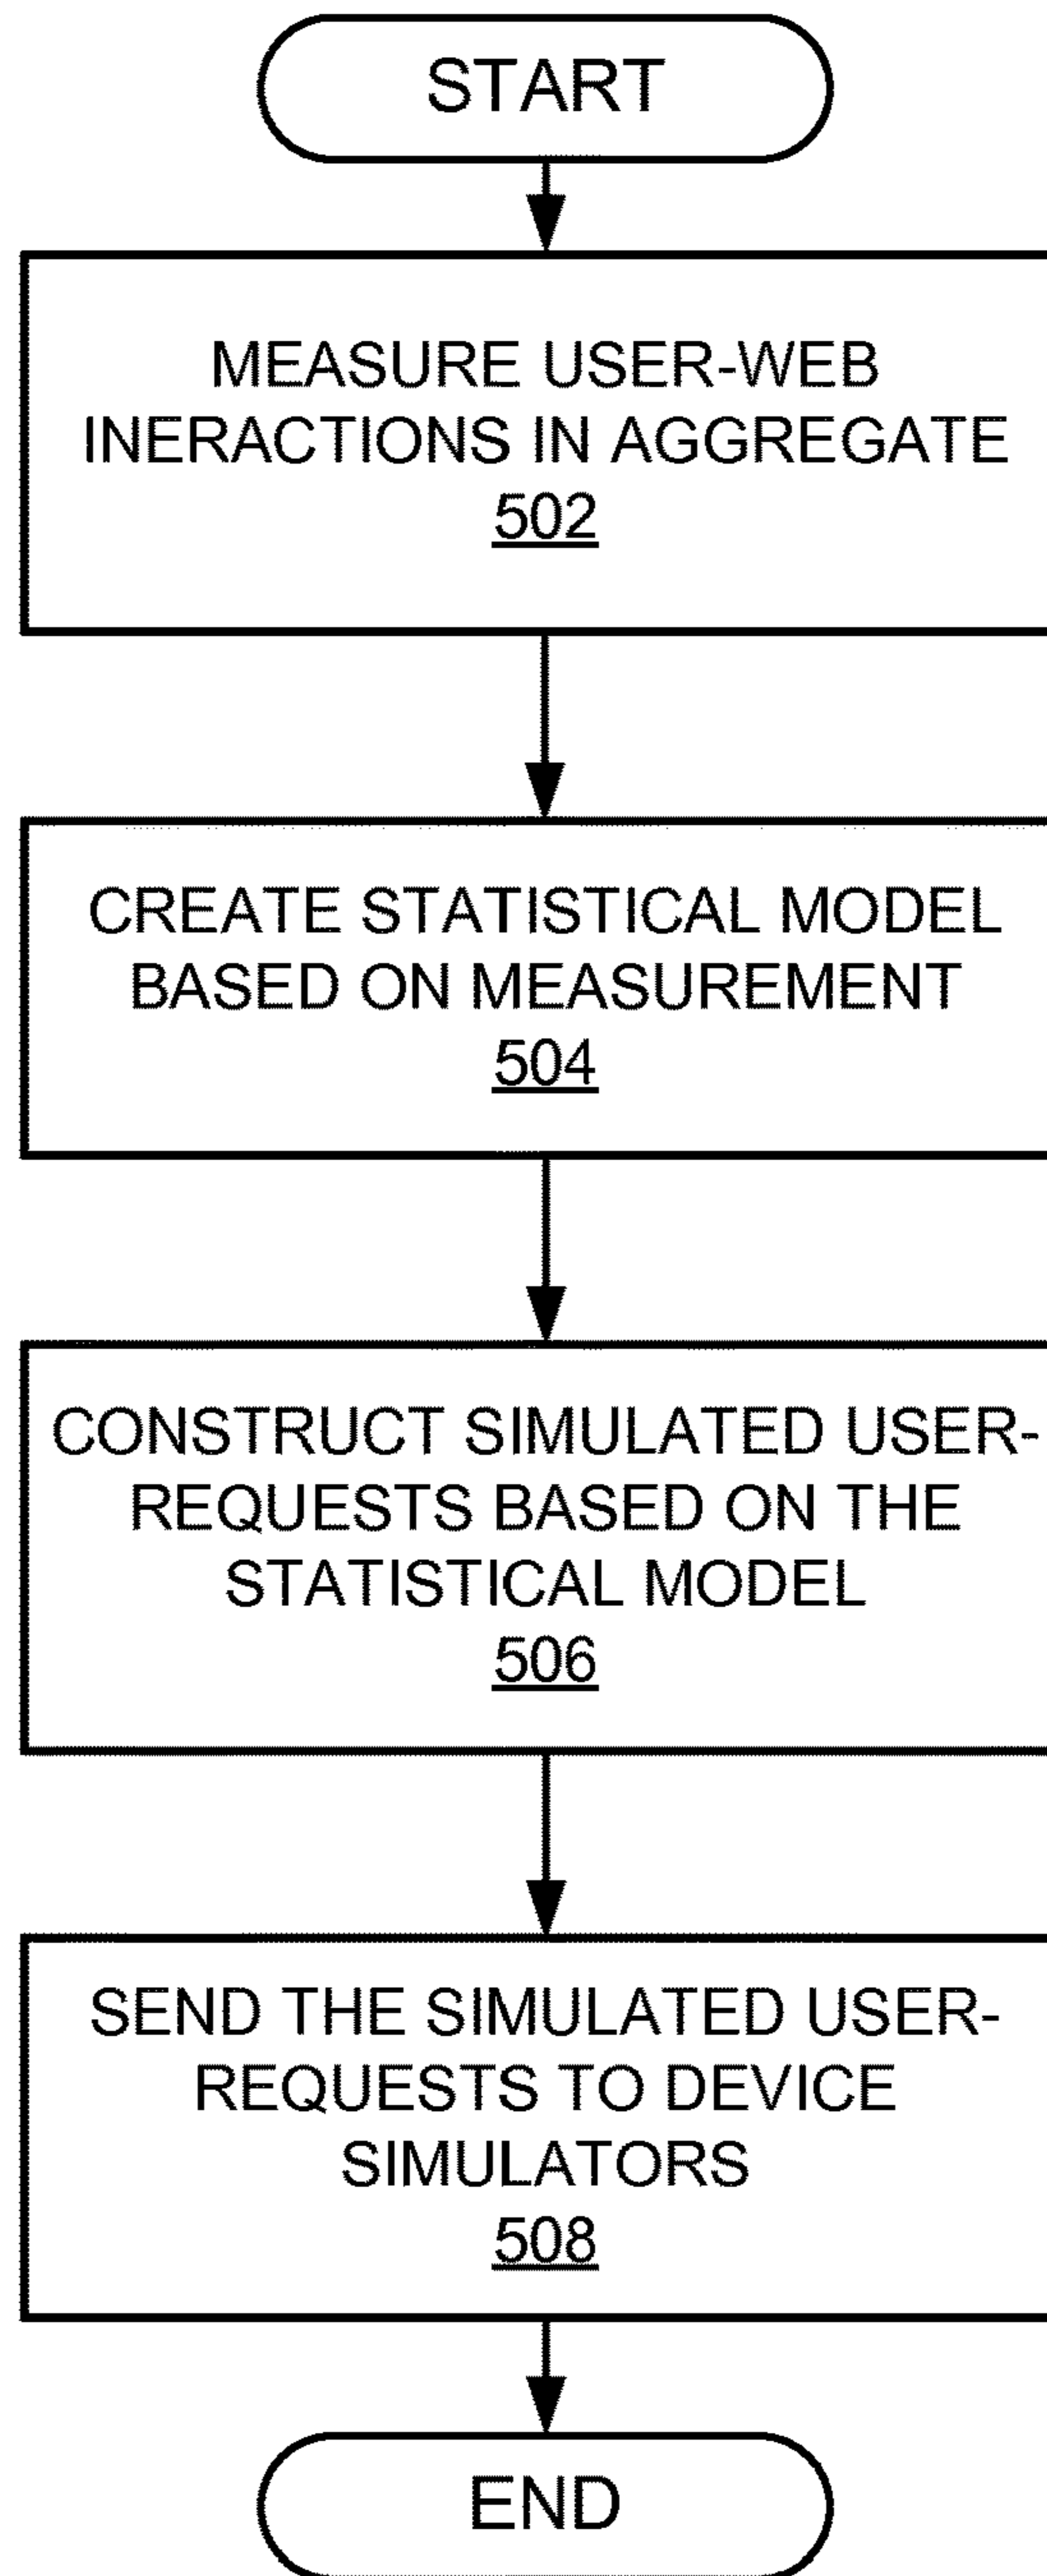 START
MEASURE USER-WEB
INERACTIONS IN AGGREGATE
502
CREATE STATISTICAL MODEL
BASED ON MEASUREMENT
504
CONSTRUCT SIMULATED USER-
REQUESTS BASED ON THE
STATISTICAL MODEL
506
SEND THE SIMULATED USER-
REQUESTS TO DEVICE
SIMULATORS
508
END